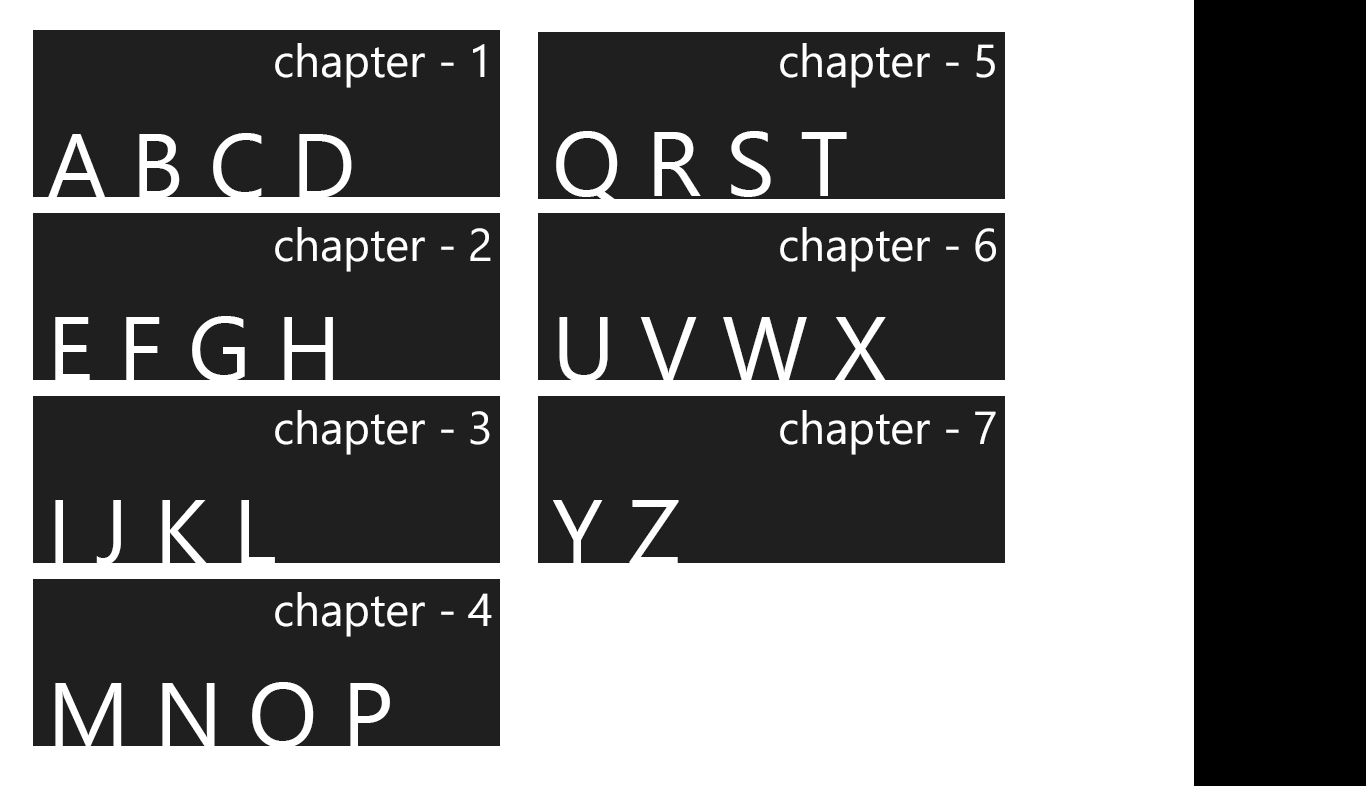 chapter - 1
A B C D
chapter - 2
E F G H
chapter - 3
I J K L
chapter - 4
M N O P
chapter - 5
Q R S T
chapter - 6
U V W X
chapter - 7
Y Z